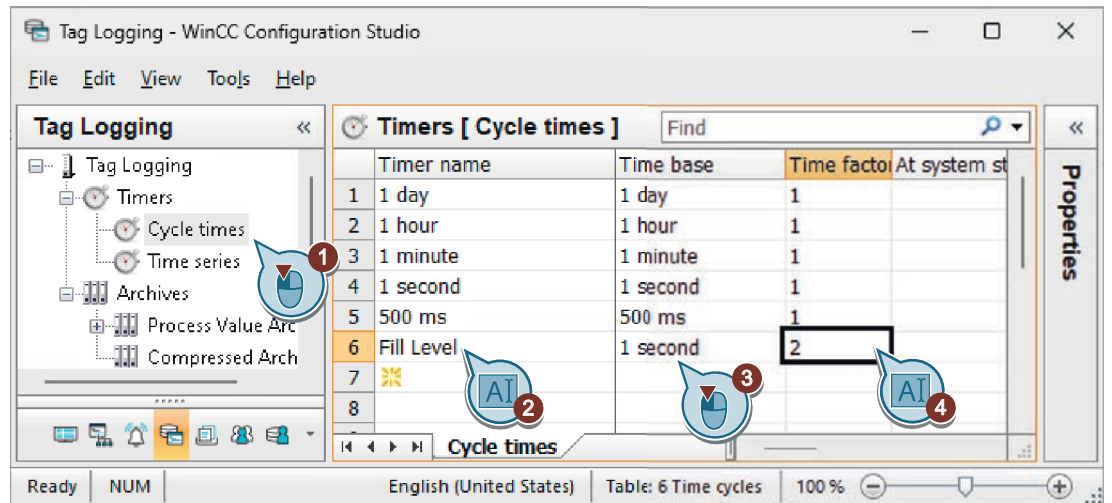 Tag Logging - WinCC Configuration Studio
File Edit View Tools Help
Tag Logging «
Tag Logging
Timers
Cycle times
Time series
Archives
Process Value Arc
Compressed Arch
Timers [ Cycle times ] Find
Timer name Time base Time factor At system st
1 1 day 1 day 1
2 1 hour 1 hour 1
3 1 minute 1 minute 1
4 1 second 1 second 1
5 500 ms 500 ms 1
6 Fill Level 1 second 2
7
8
Cycle times
«
Properties
1
AI 2
3
AI 4
Ready NUM English (United States) Table: 6 Time cycles 100 %